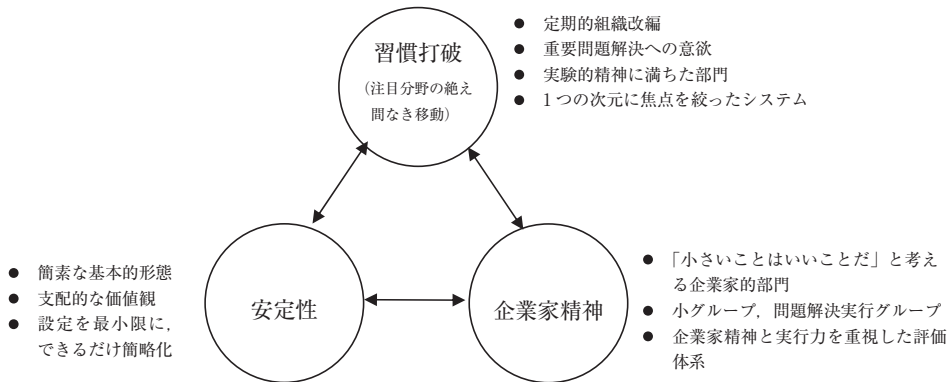 習慣打破
（注目分野の絶え
間なき移動）
● 定期的組織改編
● 重要問題解決への意欲
● 実験的精神に満ちた部門
● 1つの次元に焦点を絞ったシステム
安定性
● 簡素な基本的形態
● 支配的な価値観
● 設定を最小限に，
できるだけ簡略化
企業家精神
● 「小さいことはいいことだ」と考え
る企業家的部門
● 小グループ，問題解決実行グループ
● 企業家精神と実行力を重視した評価
体系